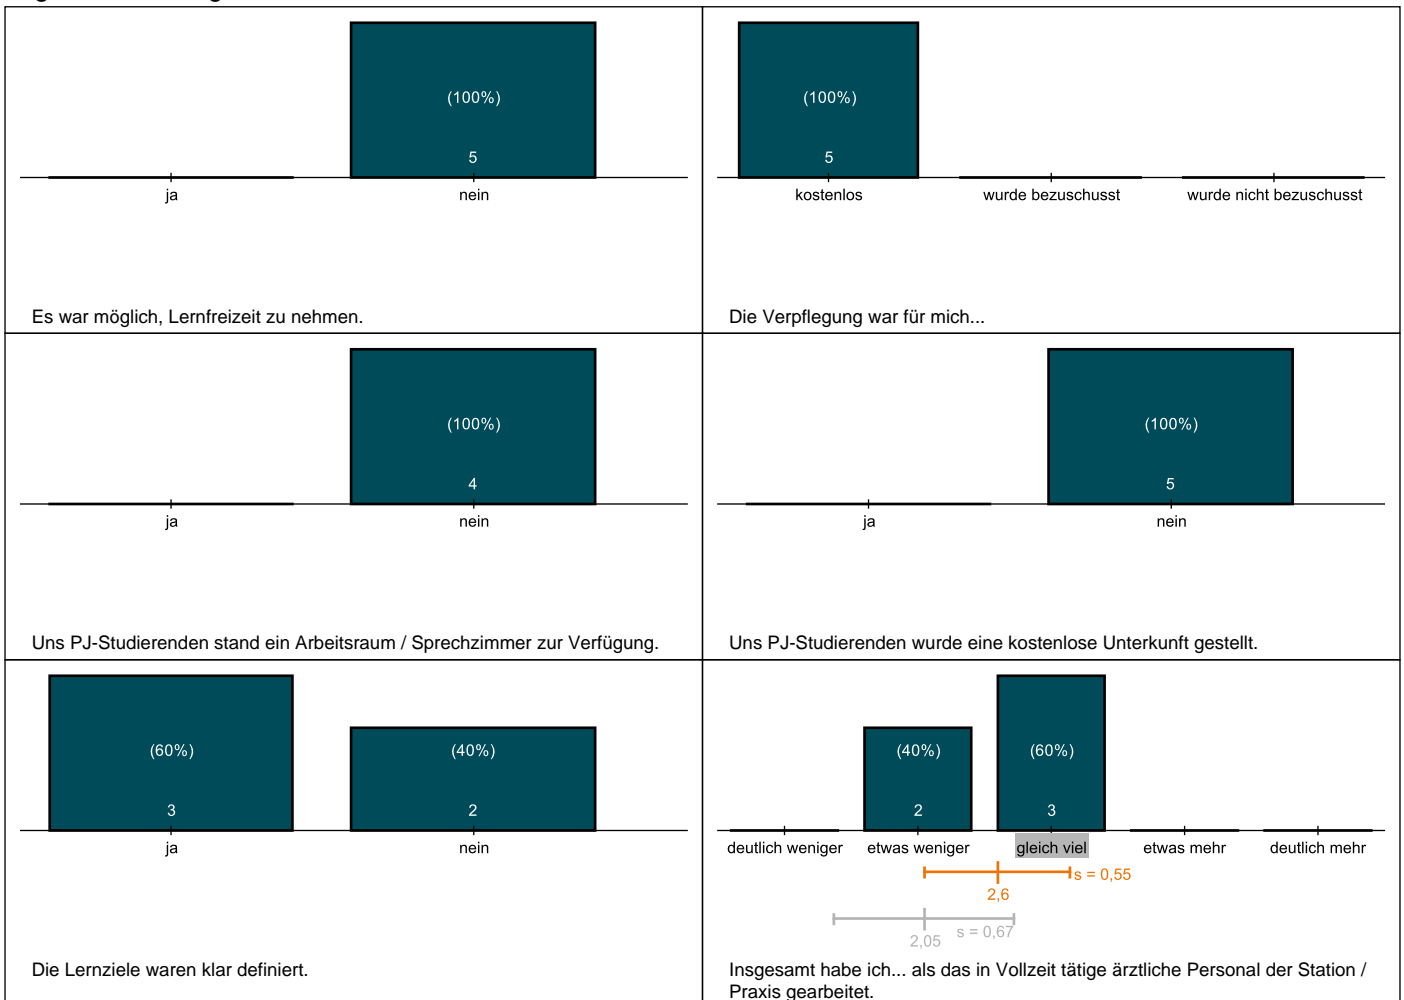 (100%)
5
ja
nein
Es war möglich, Lernfreizeit zu nehmen.
(100%)
5
kostenlos
wurde bezuschusst
wurde nicht bezuschusst
Die Verpflegung war für mich...
(100%)
4
ja
nein
Uns PJ-Studierenden stand ein Arbeitsraum / Sprechzimmer zur Verfügung.
(100%)
5
ja
nein
Uns PJ-Studierenden wurde eine kostenlose Unterkunft gestellt.
(60%)
3
(40%)
2
ja
nein
Die Lernziele waren klar definiert.
(40%)
2
(60%)
3
deutlich weniger
etwas weniger
gleich viel
etwas mehr
deutlich mehr
s = 0,55
2,6
s = 0,67
2,05
Insgesamt habe ich... als das in Vollzeit tätige ärztliche Personal der Station /
Praxis gearbeitet.